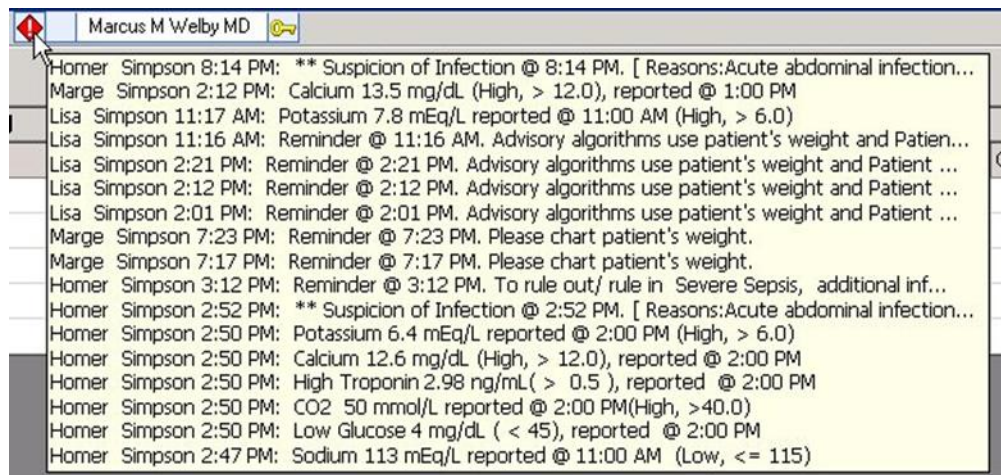 Marcus M Welby MD
Homer Simpson 8:14 PM: ** Suspicion of Infection @ 8:14 PM. [ Reasons:Acute abdominal infection...
Marge Simpson 2:12 PM: Calcium 13.5 mg/dL (High, > 12.0), reported @ 1:00 PM
Lisa Simpson 11:17 AM: Potassium 7.8 mEq/L reported @ 11:00 AM (High, > 6.0)
Lisa Simpson 11:16 AM: Reminder @ 11:16 AM. Advisory algorithms use patient's weight and Patien...
Lisa Simpson 2:21 PM: Reminder @ 2:21 PM. Advisory algorithms use patient's weight and Patient ...
Lisa Simpson 2:12 PM: Reminder @ 2:12 PM. Advisory algorithms use patient's weight and Patient ...
Lisa Simpson 2:01 PM: Reminder @ 2:01 PM. Advisory algorithms use patient's weight and Patient ...
Marge Simpson 7:23 PM: Reminder @ 7:23 PM. Please chart patient's weight.
Marge Simpson 7:17 PM: Reminder @ 7:17 PM. Please chart patient's weight.
Homer Simpson 3:12 PM: Reminder @ 3:12 PM. To rule out/ rule in Severe Sepsis, additional inf...
Homer Simpson 2:52 PM: ** Suspicion of Infection @ 2:52 PM. [ Reasons:Acute abdominal infection...
Homer Simpson 2:50 PM: Potassium 6.4 mEq/L reported @ 2:00 PM (High, > 6.0)
Homer Simpson 2:50 PM: Calcium 12.6 mg/dL (High, > 12.0), reported @ 2:00 PM
Homer Simpson 2:50 PM: High Troponin 2.98 ng/mL( > 0.5 ), reported @ 2:00 PM
Homer Simpson 2:50 PM: CO2 50 mmol/L reported @ 2:00 PM(High, >40.0)
Homer Simpson 2:50 PM: Low Glucose 4 mg/dL ( < 45), reported @ 2:00 PM
Homer Simpson 2:47 PM: Sodium 113 mEq/L reported @ 11:00 AM (Low, <= 115)